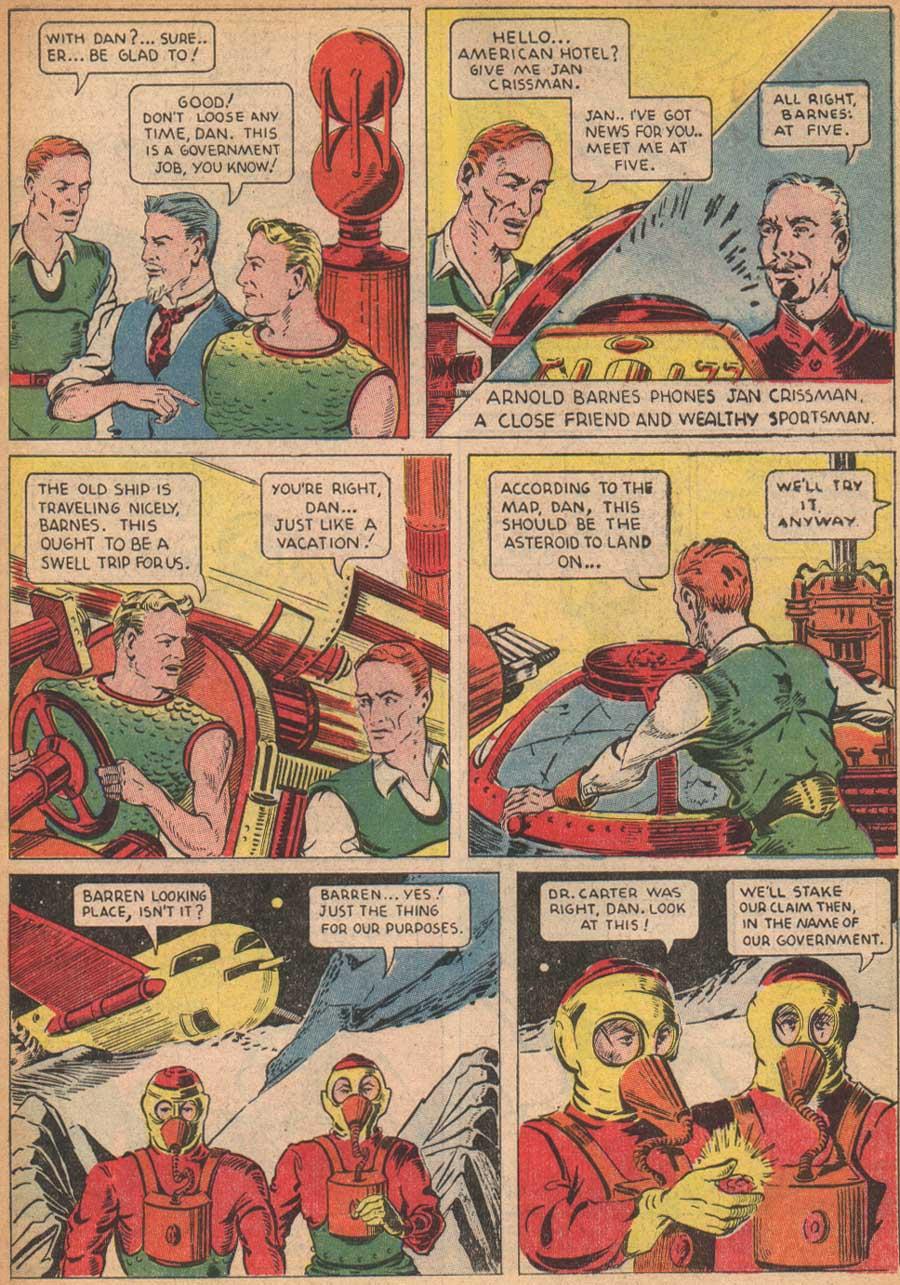 WITH DAN?... SURE..
ER... BE GLAD TO!
GOOD!
DON'T LOOSE ANY
TIME, DAN. THIS
IS A GOVERNMENT
JOB, YOU KNOW!
HELLO...
AMERICAN HOTEL?
GIVE ME JAN
CRISSMAN.
JAN.. I'VE GOT
NEWS FOR YOU..
MEET ME AT
FIVE.
ALL RIGHT,
BARNES:
AT FIVE.
ARNOLD BARNES PHONES JAN CRISSMAN,
A CLOSE FRIEND AND WEALTHY SPORTSMAN.
THE OLD SHIP IS
TRAVELING NICELY,
BARNES. THIS
OUGHT TO BE A
SWELL TRIP FOR US.
YOU'RE RIGHT,
DAN...
JUST LIKE A
VACATION!
ACCORDING TO THE
MAP, DAN, THIS
SHOULD BE THE
ASTEROID TO LAND
ON...
WE'LL TRY
IT,
ANYWAY.
BARREN LOOKING
PLACE, ISN'T IT?
BARREN... YES!
JUST THE THING
FOR OUR PURPOSES.
DR. CARTER WAS
RIGHT, DAN. LOOK
AT THIS!
WE'LL STAKE
OUR CLAIM THEN,
IN THE NAME OF
OUR GOVERNMENT.